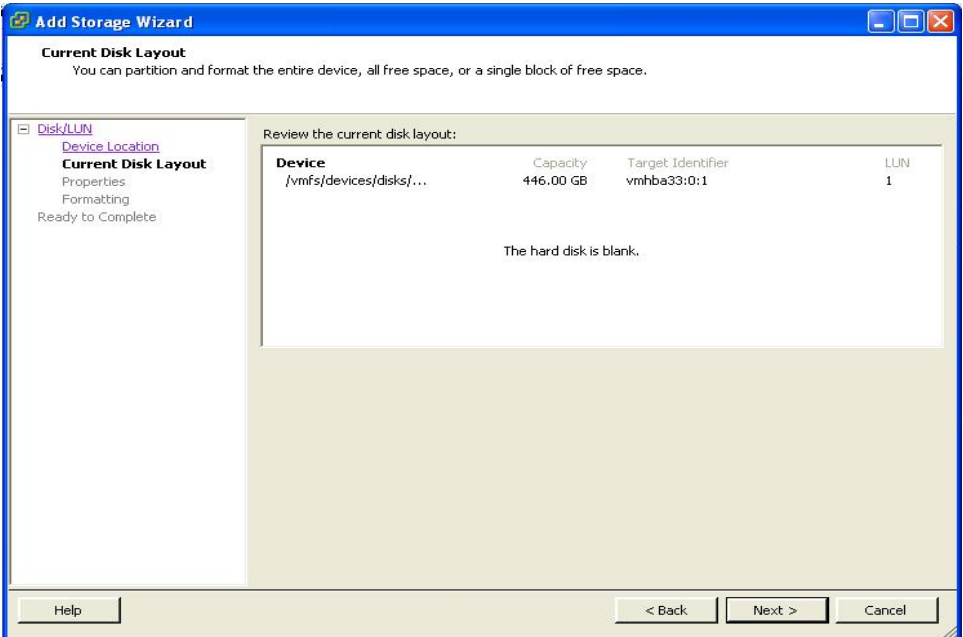 Add Storage Wizard
Current Disk Layout
You can partition and format the entire device, all free space, or a single block of free space.
Disk/LUN
Device Location
Current Disk Layout
Properties
Formatting
Ready to Complete
Review the current disk layout:
Device Capacity Target Identifier LUN
/vmfs/devices/disks/... 446.00 GB vmhba33:0:1 1
The hard disk is blank.
Help < Back Next > Cancel